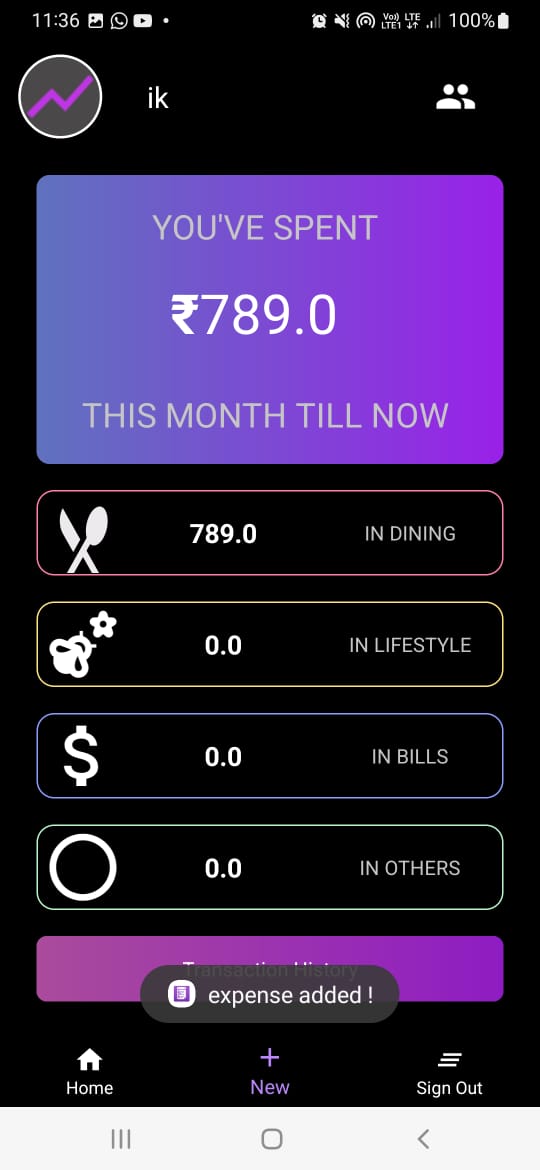 11:36
Vo) LTE
LTE1
100%
ik
YOU'VE SPENT
₹789.0
THIS MONTH TILL NOW
789.0 IN DINING
0.0 IN LIFESTYLE
$ 0.0 IN BILLS
0.0 IN OTHERS
Transaction History
expense added !
Home New Sign Out